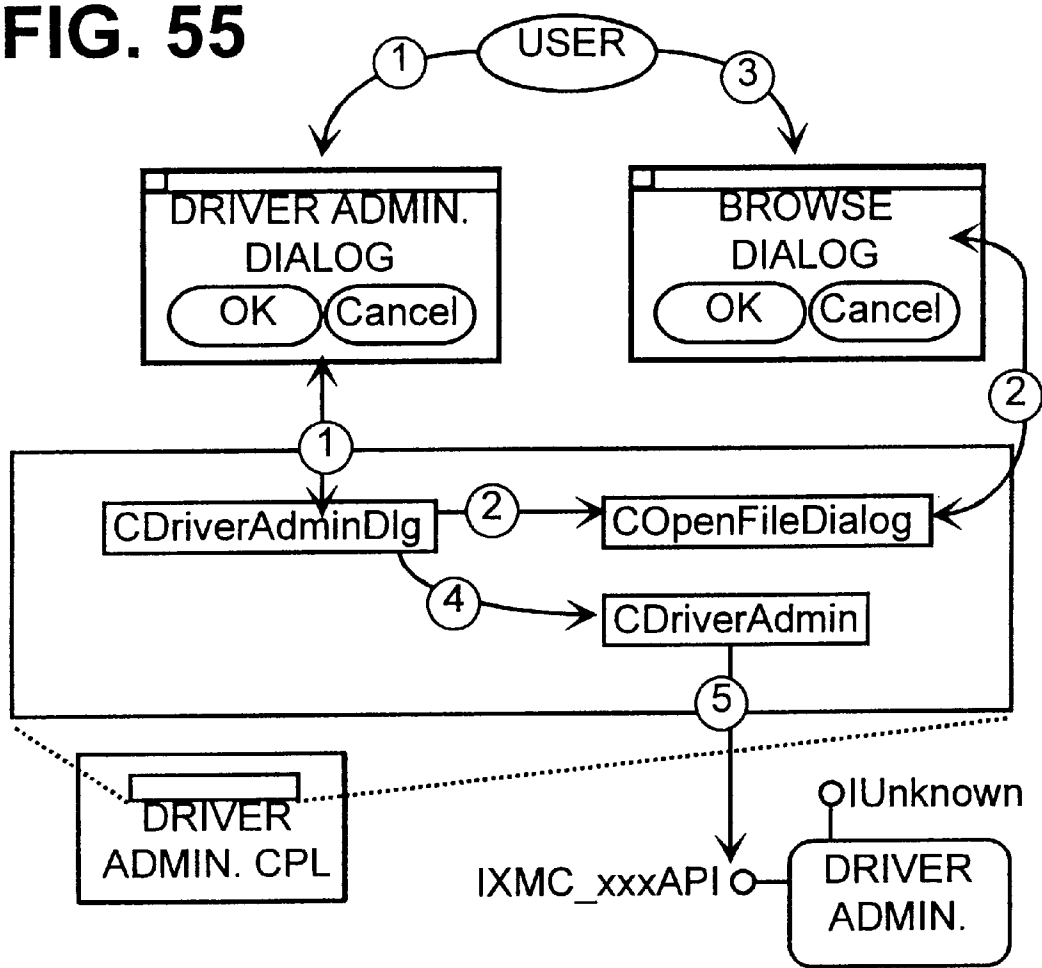 FIG. 55
USER
1
3
DRIVER ADMIN.
DIALOG
OK
Cancel
BROWSE
DIALOG
OK
Cancel
2
1
CDriverAdminDlg
2
COpenFileDialog
4
CDriverAdmin
5
DRIVER
ADMIN. CPL
IUnknown
IXMC_xxxAPI
DRIVER
ADMIN.